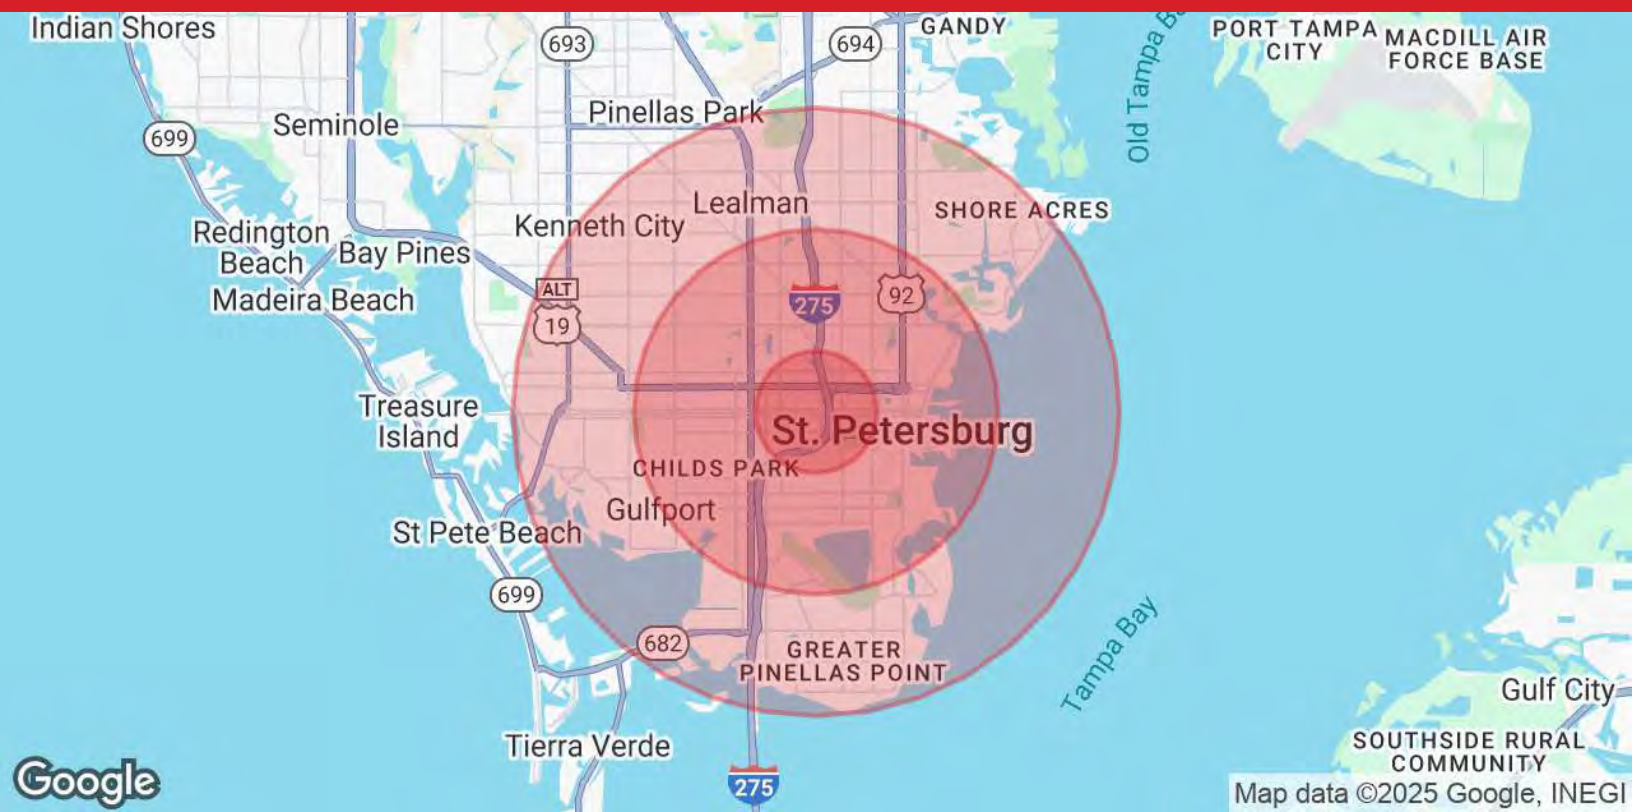 Indian Shores
693
694
GANDY
Old Tampa Ba
PORT TAMPA
CITY
MACDILL AIR
FORCE BASE
699
Seminole
Pinellas Park
Redington
Beach
Bay Pines
Kenneth City
Lealman
SHORE ACRES
Madeira Beach
ALT
19
275
92
Treasure
Island
St. Petersburg
CHILDS PARK
Gulfport
St Pete Beach
699
682
GREATER
PINELLAS POINT
Tampa Bay
Gulf City
Tierra Verde
275
SOUTHSIDE RURAL
COMMUNITY
Google
Map data ©2025 Google, INEGI